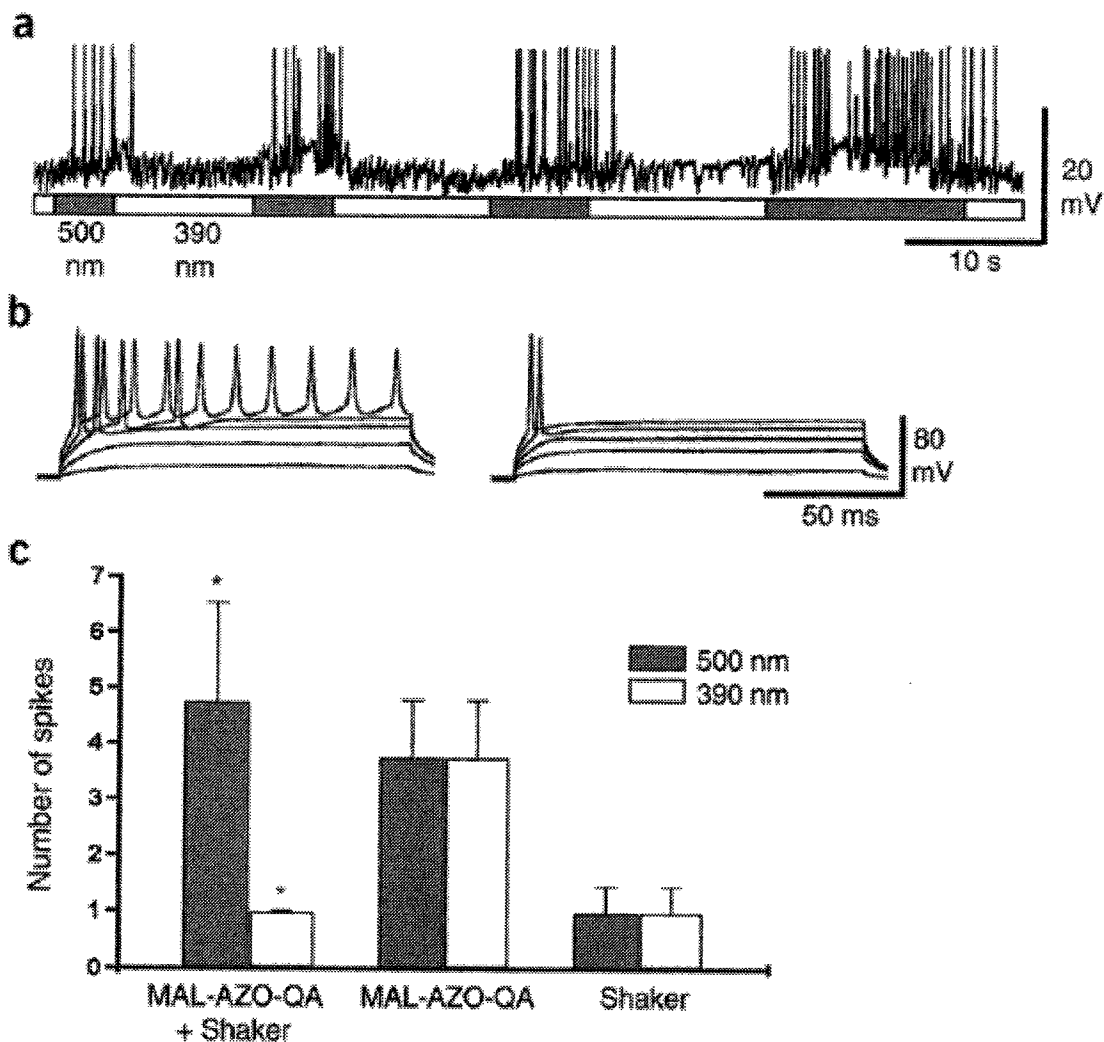 a
20
mV
500
nm
390
nm
10 s
b
80
mV
50 ms
c
7
6
5
4
3
2
1
0
Number of spikes
*
*
500 nm
390 nm
MAL-AZO-QA
+ Shaker
MAL-AZO-QA
Shaker